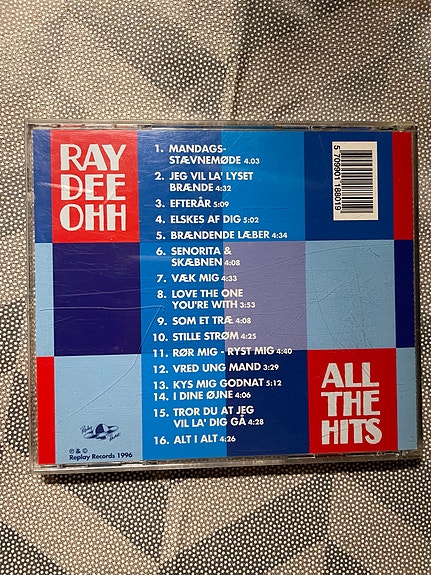 RAY
DEE
OHH
1. MANDAGS-
STÆVNEMØDE 4.03
2. JEG VIL LA' LYSET
BRÆNDE 4:32
3. EFTERÅR 5:09
4. ELSKES AF DIG 5:02
5. BRÆNDENDE LÆBER 4:34
6. SENORITA &
SKÆBNEN 4:08
7. VÆK MIG 4:33
8. LOVE THE ONE
YOU'RE WITH 3:53
9. SOM ET TRÆ 4:08
10. STILLE STRØM 4:25
11. RØR MIG - RYST MIG 4:40
12. VRED UNG MAND 3:29
13. KYS MIG GODNAT 5:12
14. I DINE ØJNE 4:06
15. TROR DU AT JEG
VIL LA' DIG GÅ 4:28
16. ALT I ALT 4:26
5 709801 188019
ALL
THE
HITS
℗ & ©
Replay Records 1996